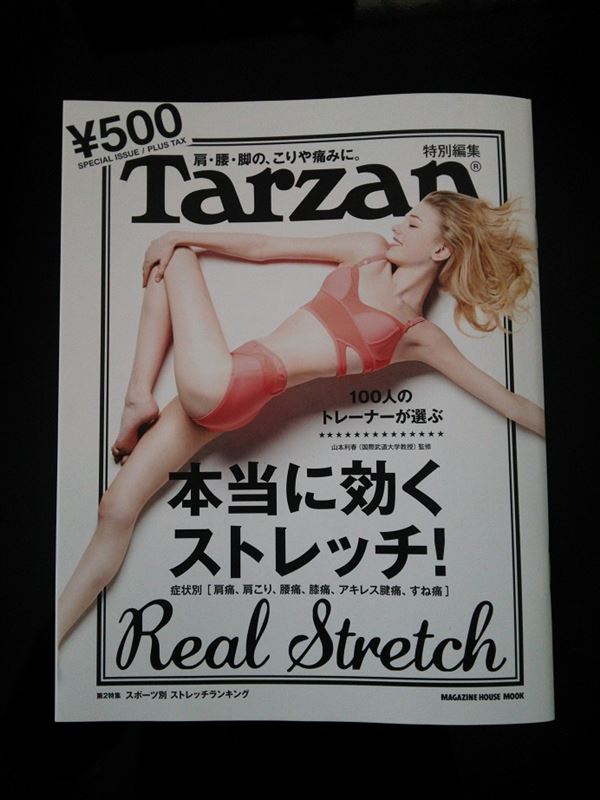 ¥500
SPECIAL ISSUE / PLUS TAX
肩・腰・脚の、こりや痛みに。
特別編集
Tarzan®
100人の
トレーナーが選ぶ
★★★★★★★★★★★★★★
山本利春（国際武道大学教授）監修
本当に効く
ストレッチ!
症状別［肩痛、肩こり、腰痛、膝痛、アキレス腱痛、すね痛］
Real Stretch
第2特集 スポーツ別 ストレッチランキング
MAGAZINE HOUSE MOOK